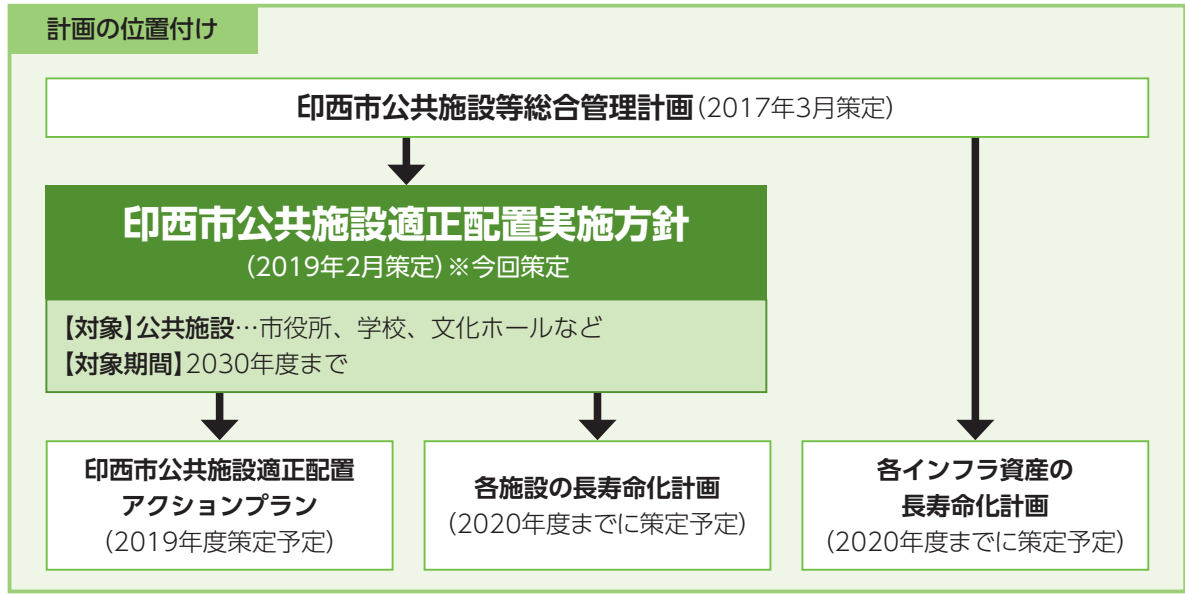 計画の位置付け
印西市公共施設等総合管理計画(2017年3月策定)
印西市公共施設適正配置実施方針
(2019年2月策定)※今回策定
【対象】公共施設…市役所、学校、文化ホールなど
【対象期間】2030年度まで
印西市公共施設適正配置
アクションプラン
(2019年度策定予定)
各施設の長寿命化計画
(2020年度までに策定予定)
各インフラ資産の
長寿命化計画
(2020年度までに策定予定)